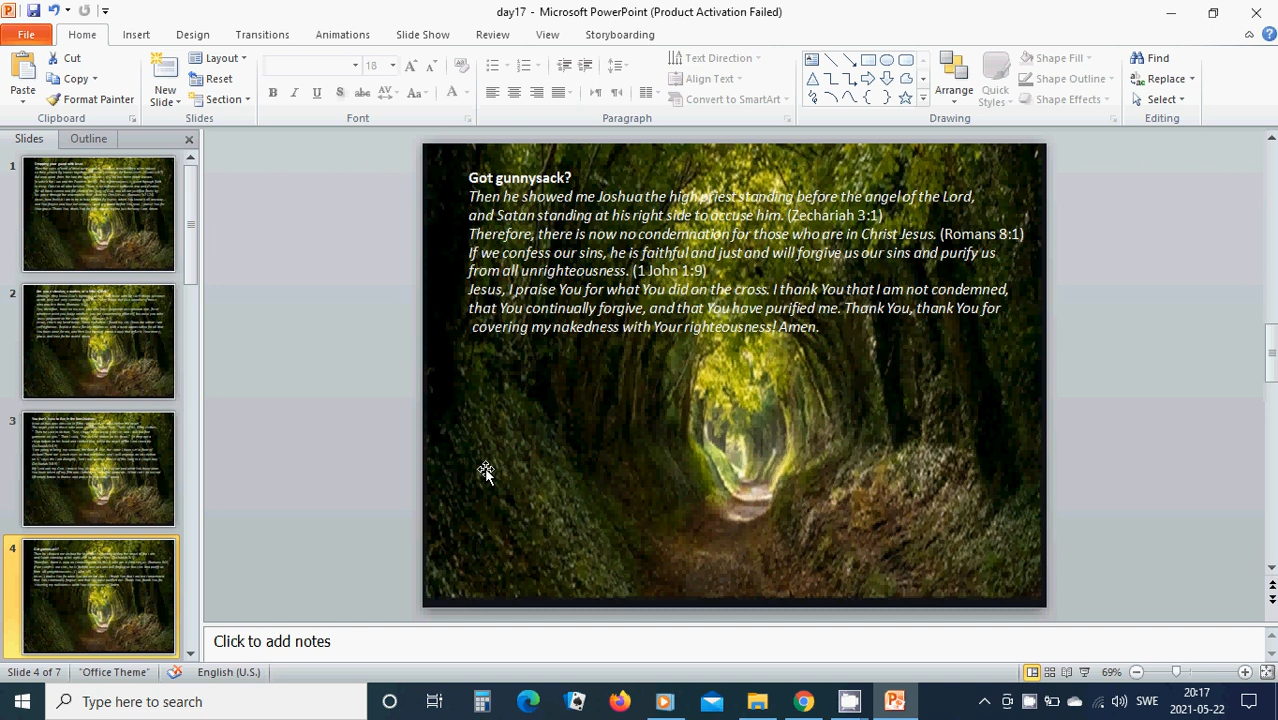 day17 - Microsoft PowerPoint (Product Activation Failed)
File Home Insert Design Transitions Animations Slide Show Review View Storyboarding
Paste
Cut
Copy
Format Painter
Clipboard
New Slide
Layout
Reset
Section
Slides
18
B I U S abc AV Aa A
Font
Text Direction
Align Text
Convert to SmartArt
Paragraph
Arrange
Quick Styles
Shape Fill
Shape Outline
Shape Effects
Drawing
Find
Replace
Select
Editing
Slides Outline
1
2
3
4
Got gunnysack?
Then he showed me Joshua the high priest standing before the angel of the Lord,
and Satan standing at his right side to accuse him. (Zechariah 3:1)
Therefore, there is now no condemnation for those who are in Christ Jesus. (Romans 8:1)
If we confess our sins, he is faithful and just and will forgive us our sins and purify us
from all unrighteousness. (1 John 1:9)
Jesus, I praise You for what You did on the cross. I thank You that I am not condemned,
that You continually forgive, and that You have purified me. Thank You, thank You for
covering my nakedness with Your righteousness! Amen.
Click to add notes
Slide 4 of 7 "Office Theme" English (U.S.) 69%
Type here to search
SWE
20:17
2021-05-22